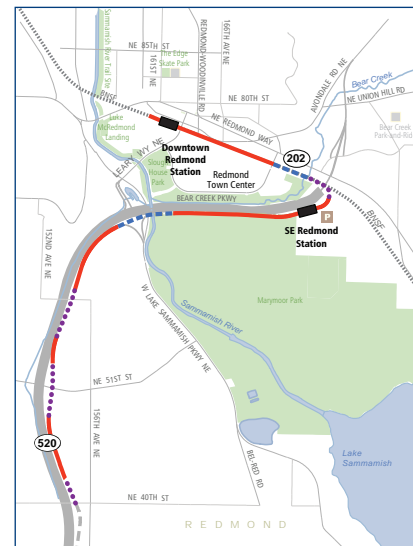 Sammamish River Trail Site
NE 85TH ST
161ST NE
The Edge
Skate Park
REDMOND-WOODINVILLE RD
166TH AVE NE
AVONDALE RD NE
Bear Creek
BNSF
NE 80TH ST
NE UNION HILL RD
Lake
McRedmond
Landing
NE REDMOND WAY
Bear Creek
Park-and-Ride
LEARY WY NE
Downtown
Redmond
Station
202
Slough
House
Park
Redmond
Town Center
BEAR CREEK PKWY
P
BNSF
SE Redmond
Station
152ND AVE NE
Marymoor Park
Sammamish River
W LAKE SAMMAMISH PKWY NE
NE 51ST ST
156TH AVE NE
520
BEL-RED RD
Lake
Sammamish
NE 40TH ST
REDMOND